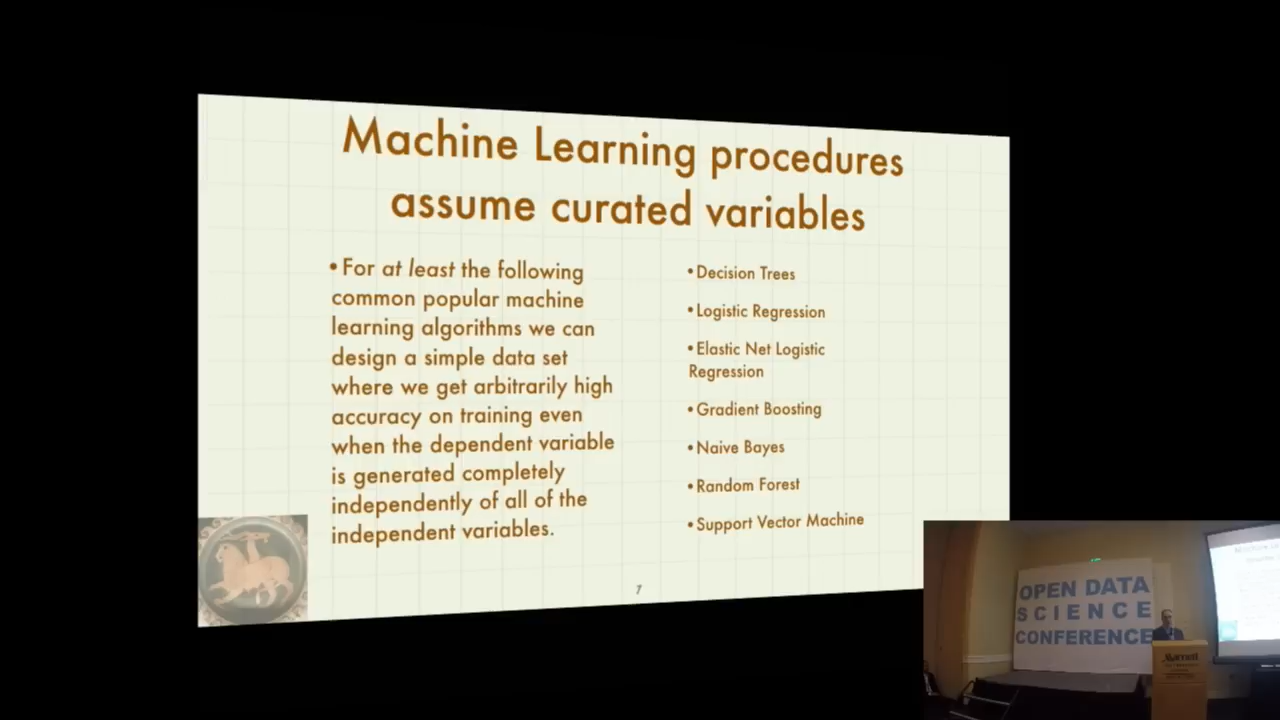 Machine Learning procedures
assume curated variables
• For at least the following
common popular machine
learning algorithms we can
design a simple data set
where we get arbitrarily high
accuracy on training even
when the dependent variable
is generated completely
independently of all of the
independent variables.
• Decision Trees
• Logistic Regression
• Elastic Net Logistic
Regression
• Gradient Boosting
• Naive Bayes
• Random Forest
• Support Vector Machine
7
OPEN DATA
SCIENCE
CONFERENCE
Marriott